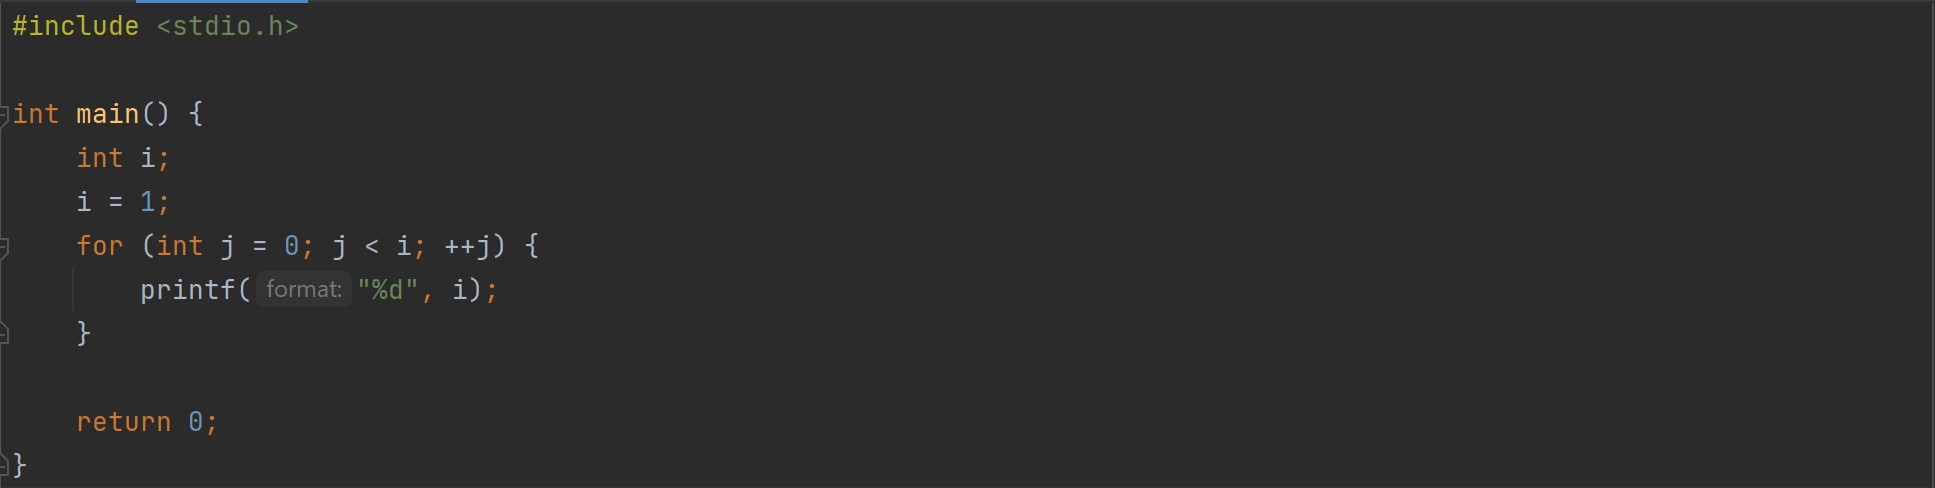 #include <stdio.h>
int main() {
int i;
i = 1;
for (int j = 0; j < i; ++j) {
printf( format: "%d", i);
}
return 0;
}